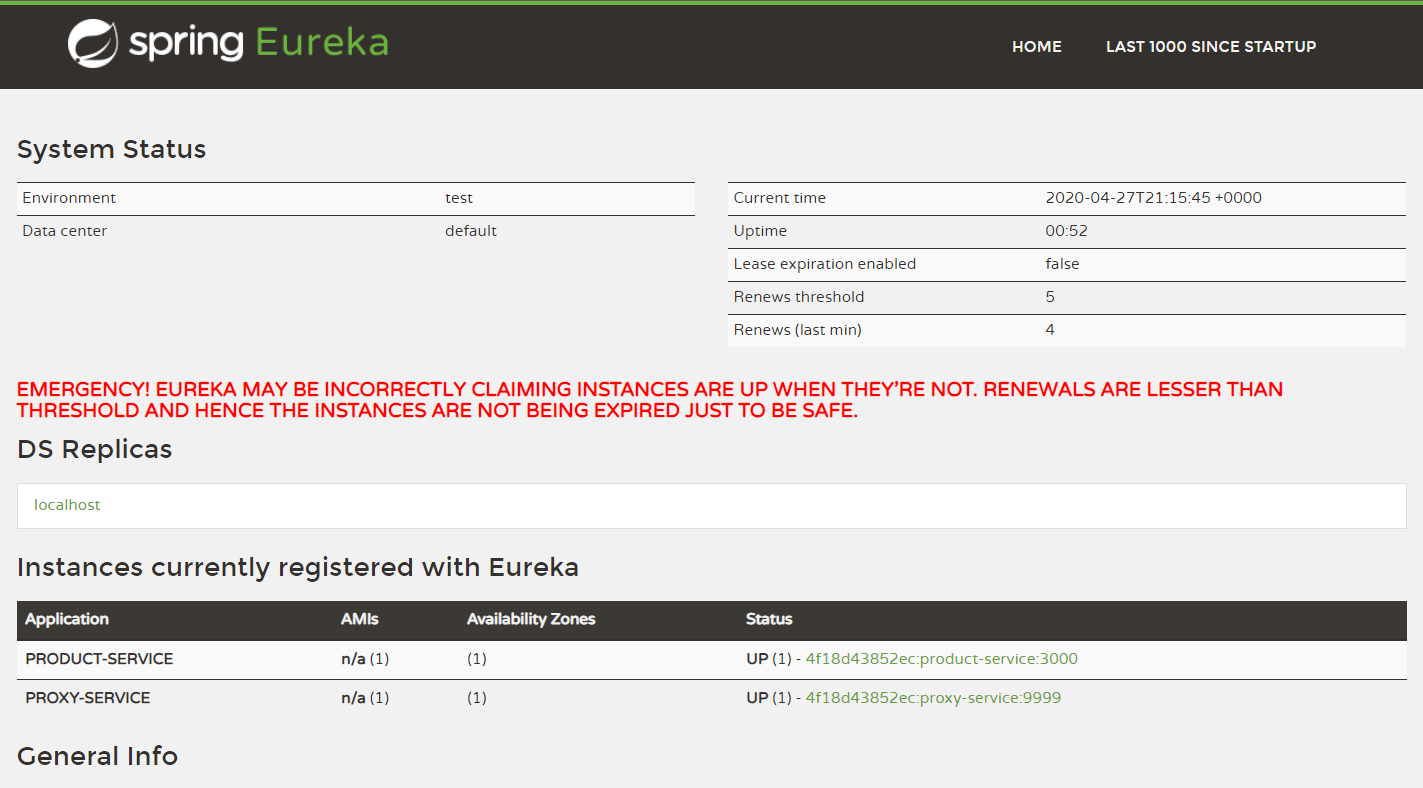 spring Eureka
HOME LAST 1000 SINCE STARTUP
System Status
Environment test
Data center default
Current time 2020-04-27T21:15:45 +0000
Uptime 00:52
Lease expiration enabled false
Renews threshold 5
Renews (last min) 4
EMERGENCY! EUREKA MAY BE INCORRECTLY CLAIMING INSTANCES ARE UP WHEN THEY'RE NOT. RENEWALS ARE LESSER THAN
THRESHOLD AND HENCE THE INSTANCES ARE NOT BEING EXPIRED JUST TO BE SAFE.
DS Replicas
localhost
Instances currently registered with Eureka
Application AMIs Availability Zones Status
PRODUCT-SERVICE n/a (1) (1) UP (1) - 4f18d43852ec:product-service:3000
PROXY-SERVICE n/a (1) (1) UP (1) - 4f18d43852ec:proxy-service:9999
General Info